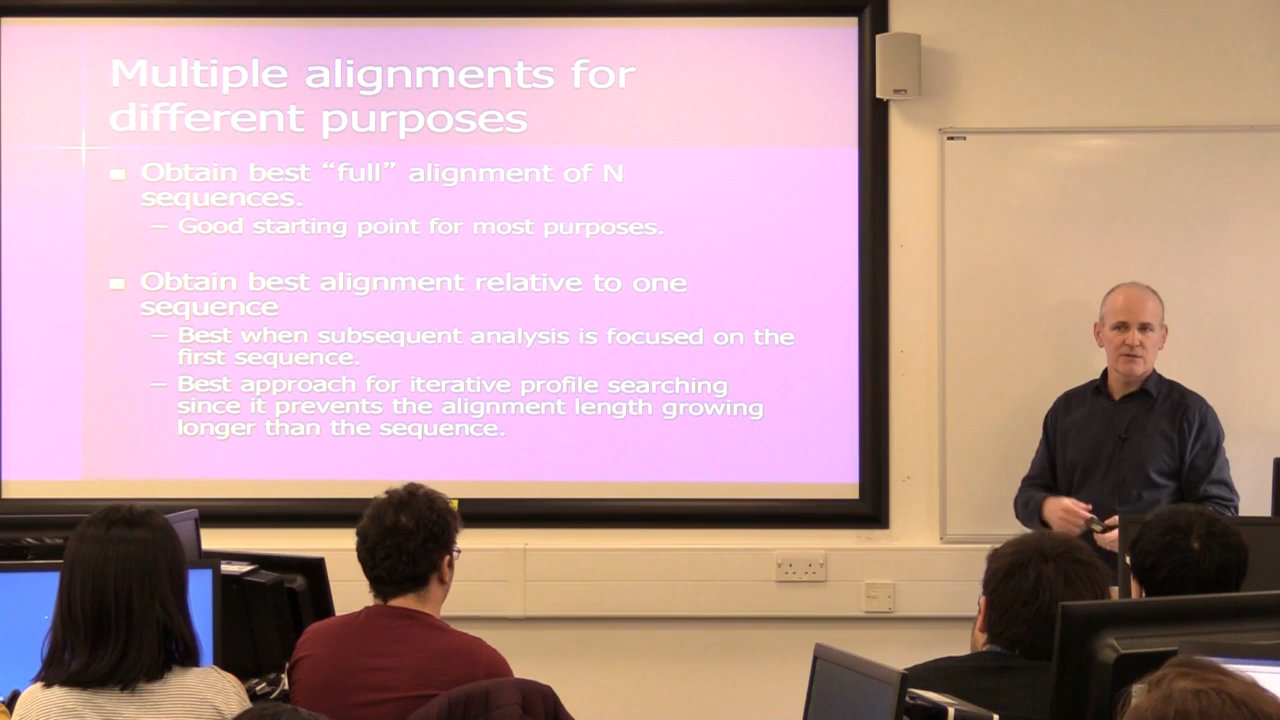 Multiple alignments for
different purposes
Obtain best “full” alignment of N
sequences.
– Good starting point for most purposes.
Obtain best alignment relative to one
sequence
– Best when subsequent analysis is focused on the
first sequence.
– Best approach for iterative profile searching
since it prevents the alignment length growing
longer than the sequence.